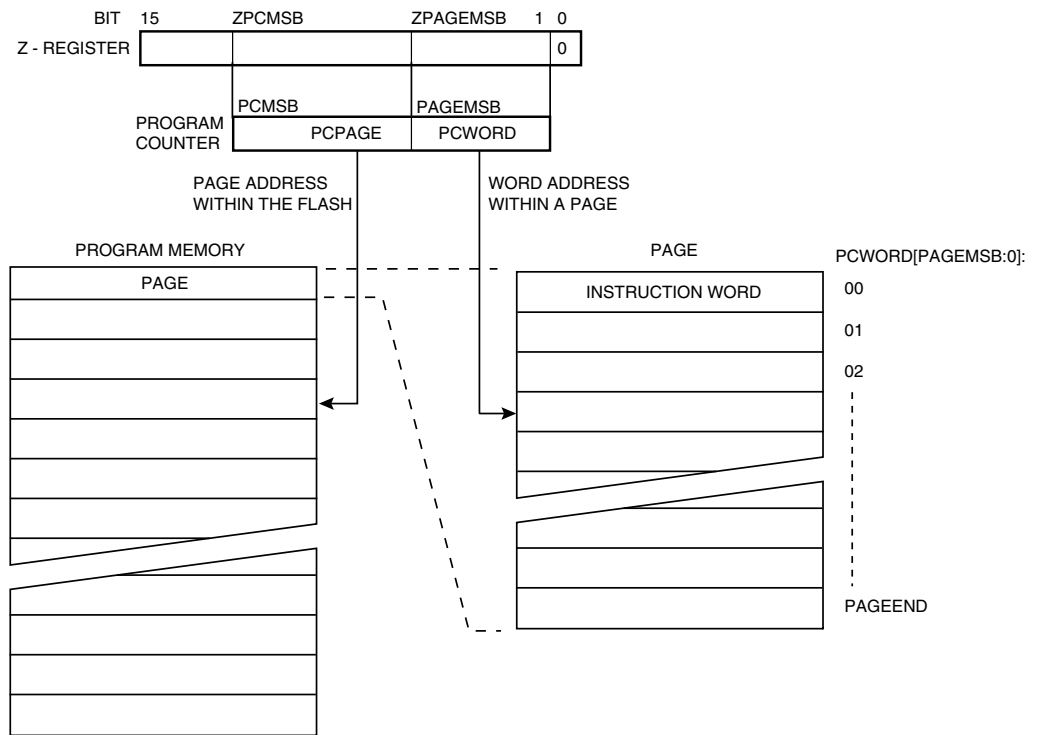 BIT 15 ZPCMSB ZPAGEMSB 1 0
Z - REGISTER 0
PCMSB PAGEMSB
PROGRAM
COUNTER
PCPAGE PCWORD
PAGE ADDRESS
WITHIN THE FLASH
WORD ADDRESS
WITHIN A PAGE
PROGRAM MEMORY
PAGE
PAGE
INSTRUCTION WORD
PCWORD[PAGEMSB:0]:
00
01
02
PAGEEND